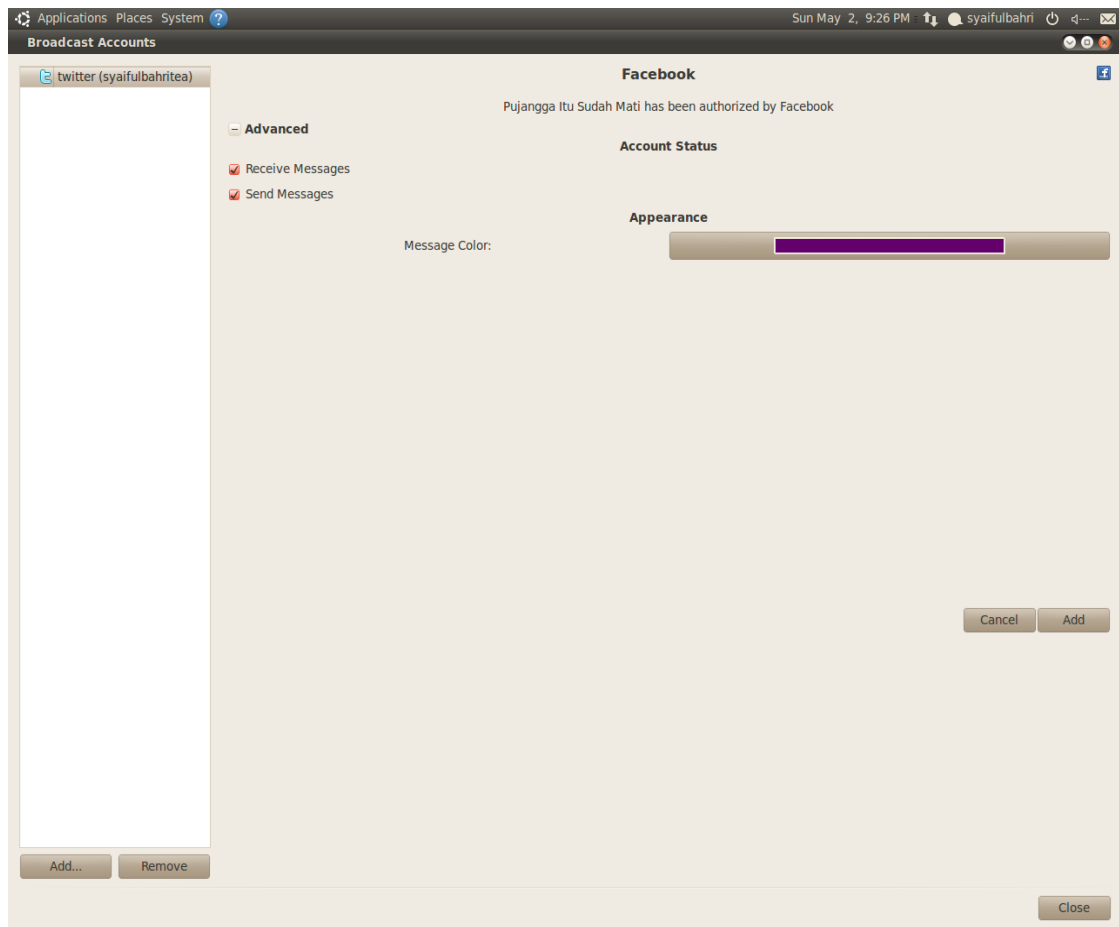 Applications Places System ? Sun May 2, 9:26 PM syaifulbahri
Broadcast Accounts
twitter (syaifulbahritea)
Facebook
Pujangga Itu Sudah Mati has been authorized by Facebook
Advanced
Account Status
Receive Messages
Send Messages
Appearance
Message Color:
Cancel Add
Add... Remove
Close